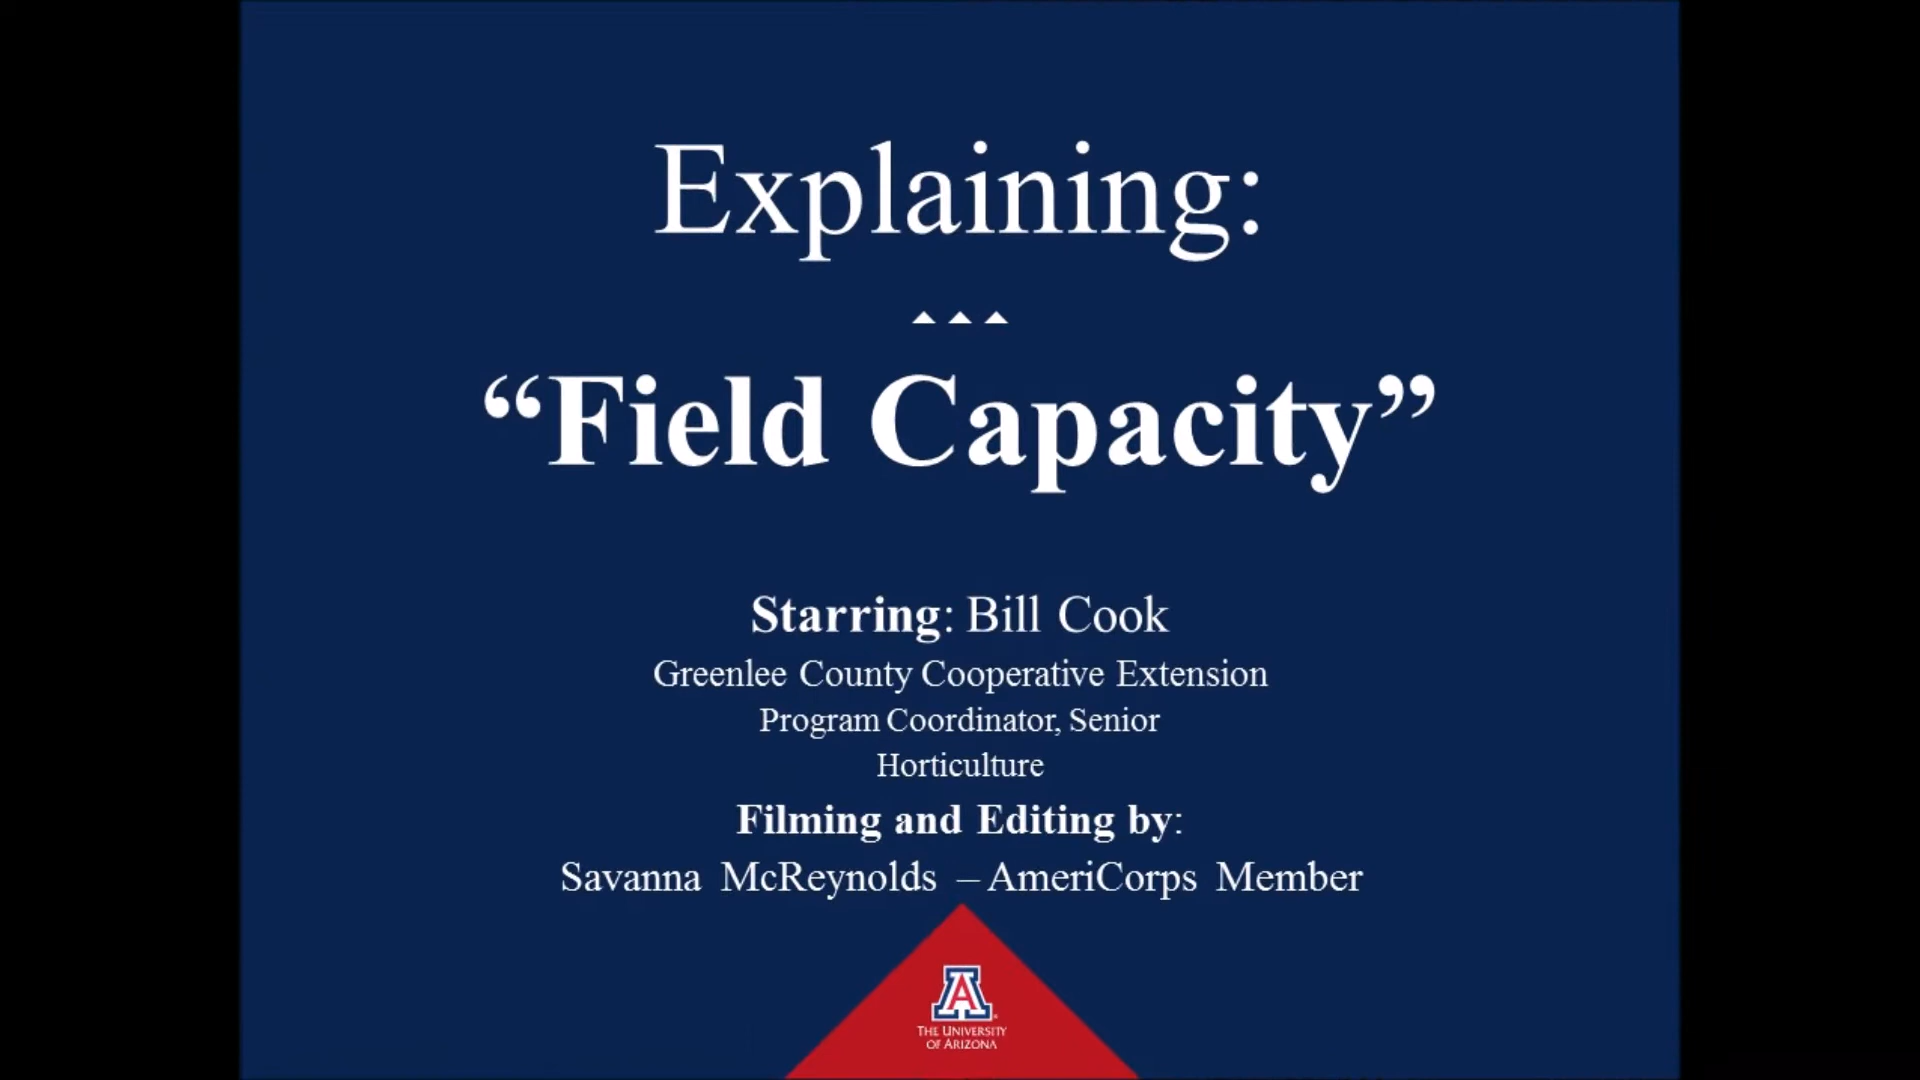 Explaining:
“Field Capacity”
Starring: Bill Cook
Greenlee County Cooperative Extension
Program Coordinator, Senior
Horticulture
Filming and Editing by:
Savanna McReynolds – AmeriCorps Member
A
THE UNIVERSITY
OF ARIZONA